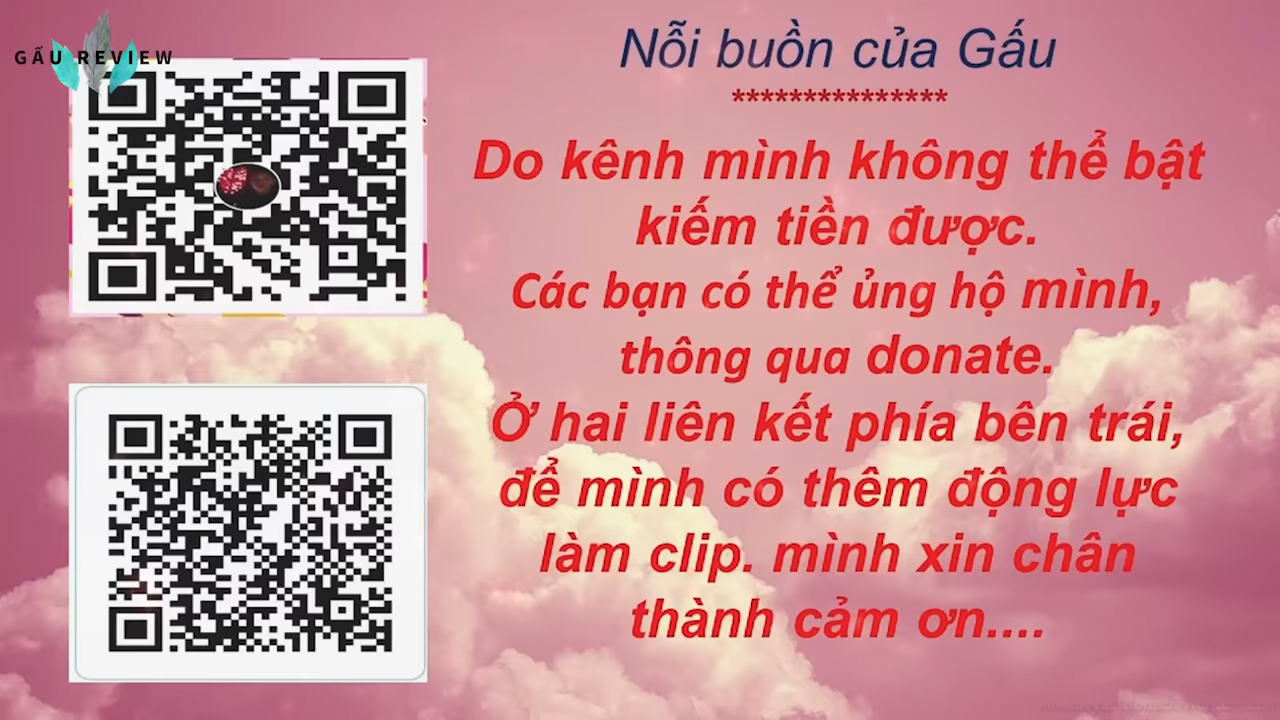 GẤU REVIEW
Nỗi buồn của Gấu
***************
Do kênh mình không thể bật
kiếm tiền được.
Các bạn có thể ủng hộ mình,
thông qua donate.
Ở hai liên kết phía bên trái,
để mình có thêm động lực
làm clip. mình xin chân
thành cảm ơn....